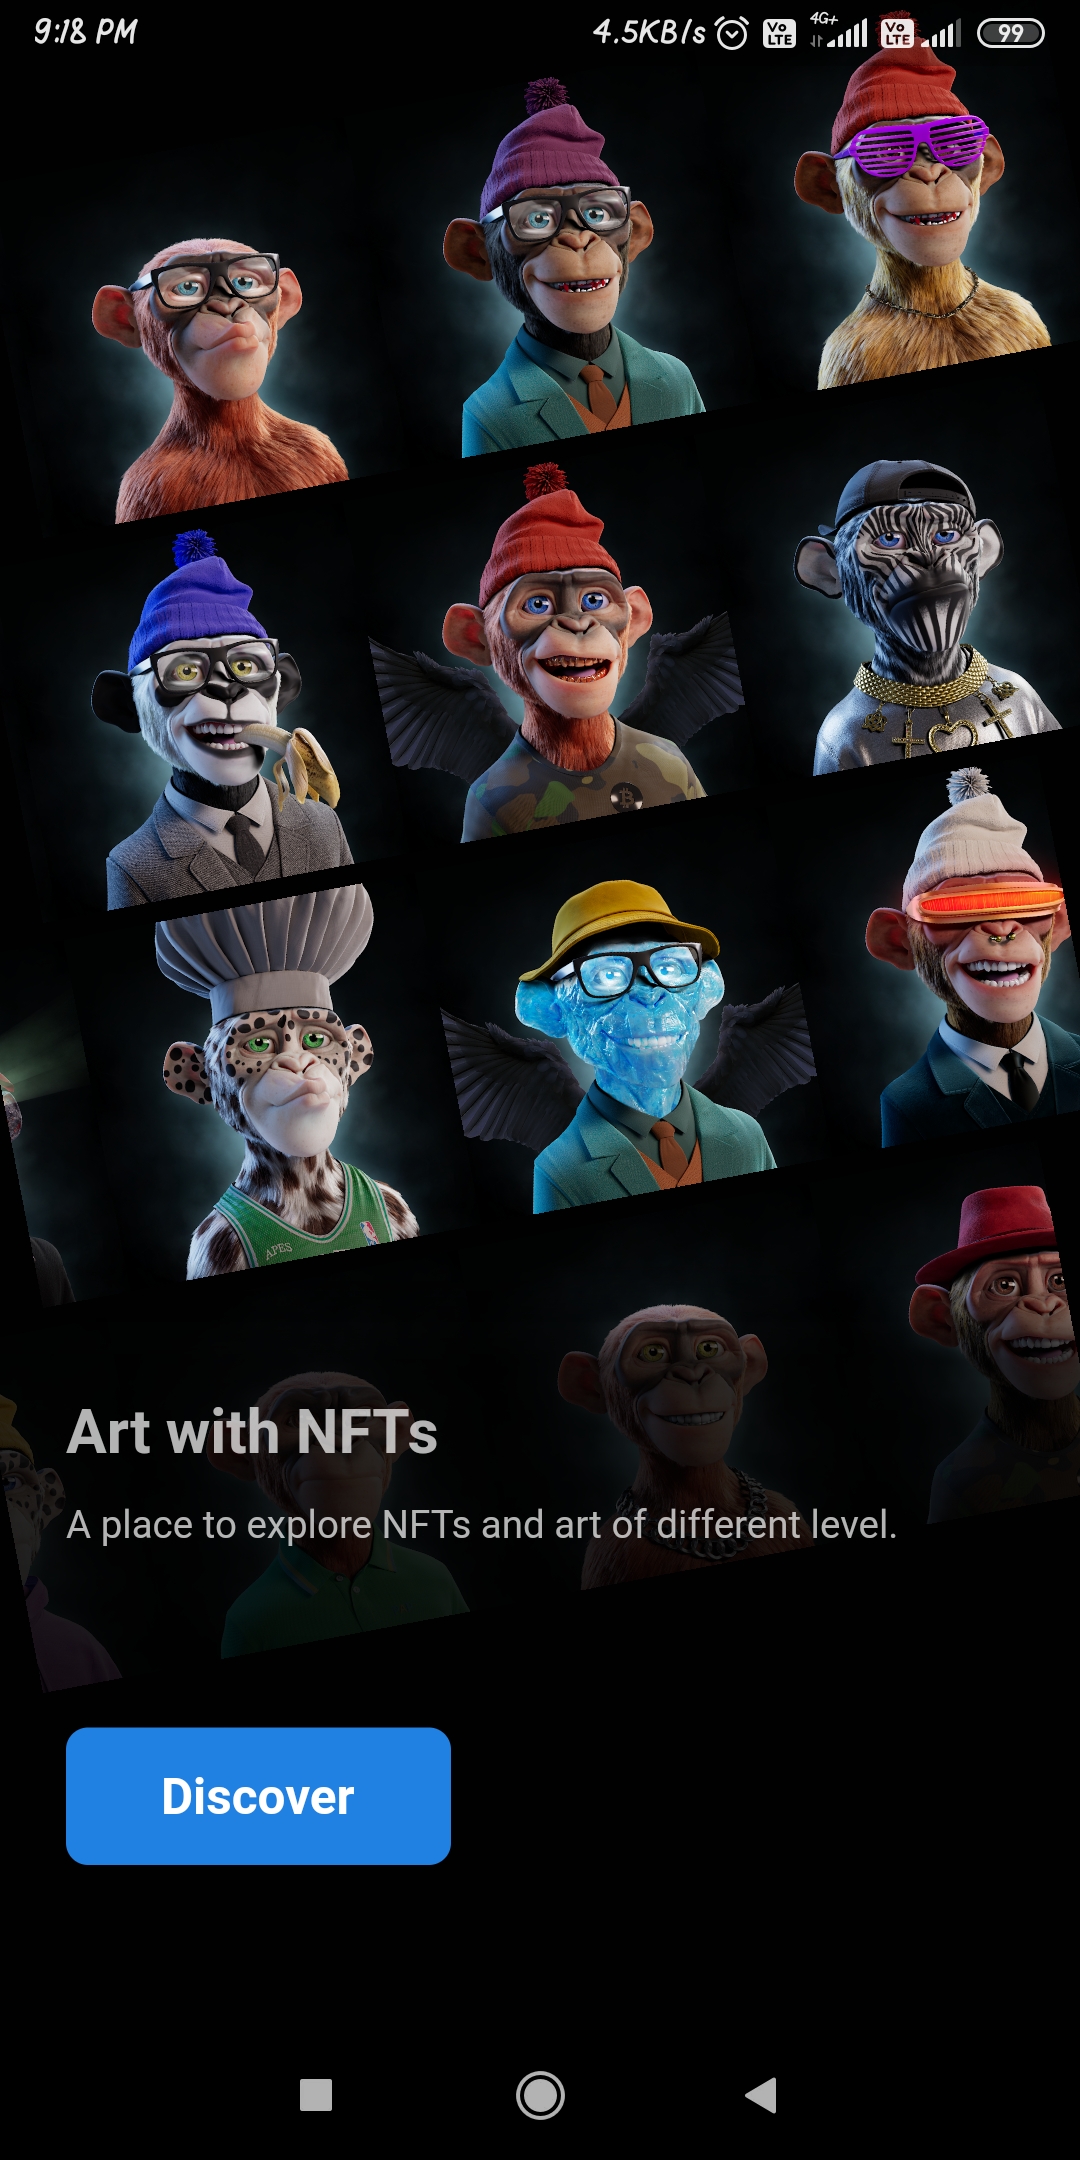 9:18 PM 4.5KB/s Vo LTE 4G+ Vo LTE 99
APES
Art with NFTs
A place to explore NFTs and art of different level.
Discover